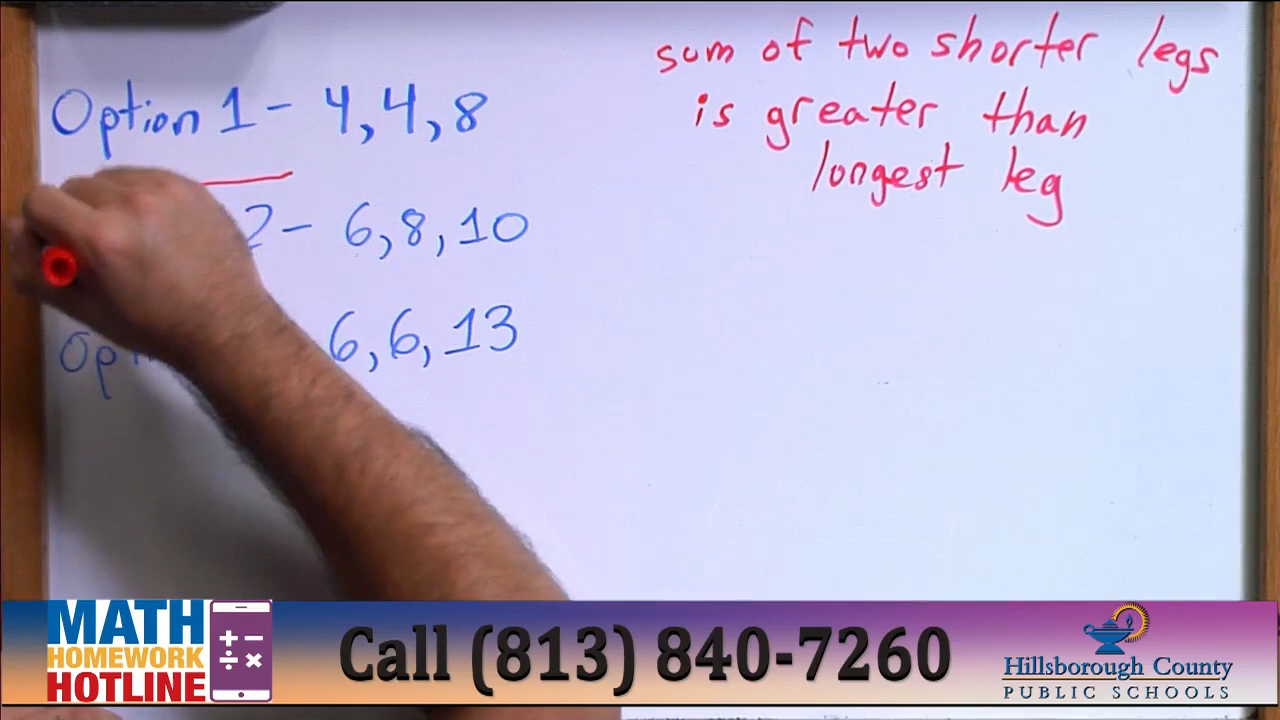 sum of two shorter legs
is greater than
longest leg
Option 1 - 4, 4, 8
2 - 6, 8, 10
6, 6, 13
MATH
HOMEWORK
HOTLINE
Call (813) 840-7260
Hillsborough County
PUBLIC SCHOOLS